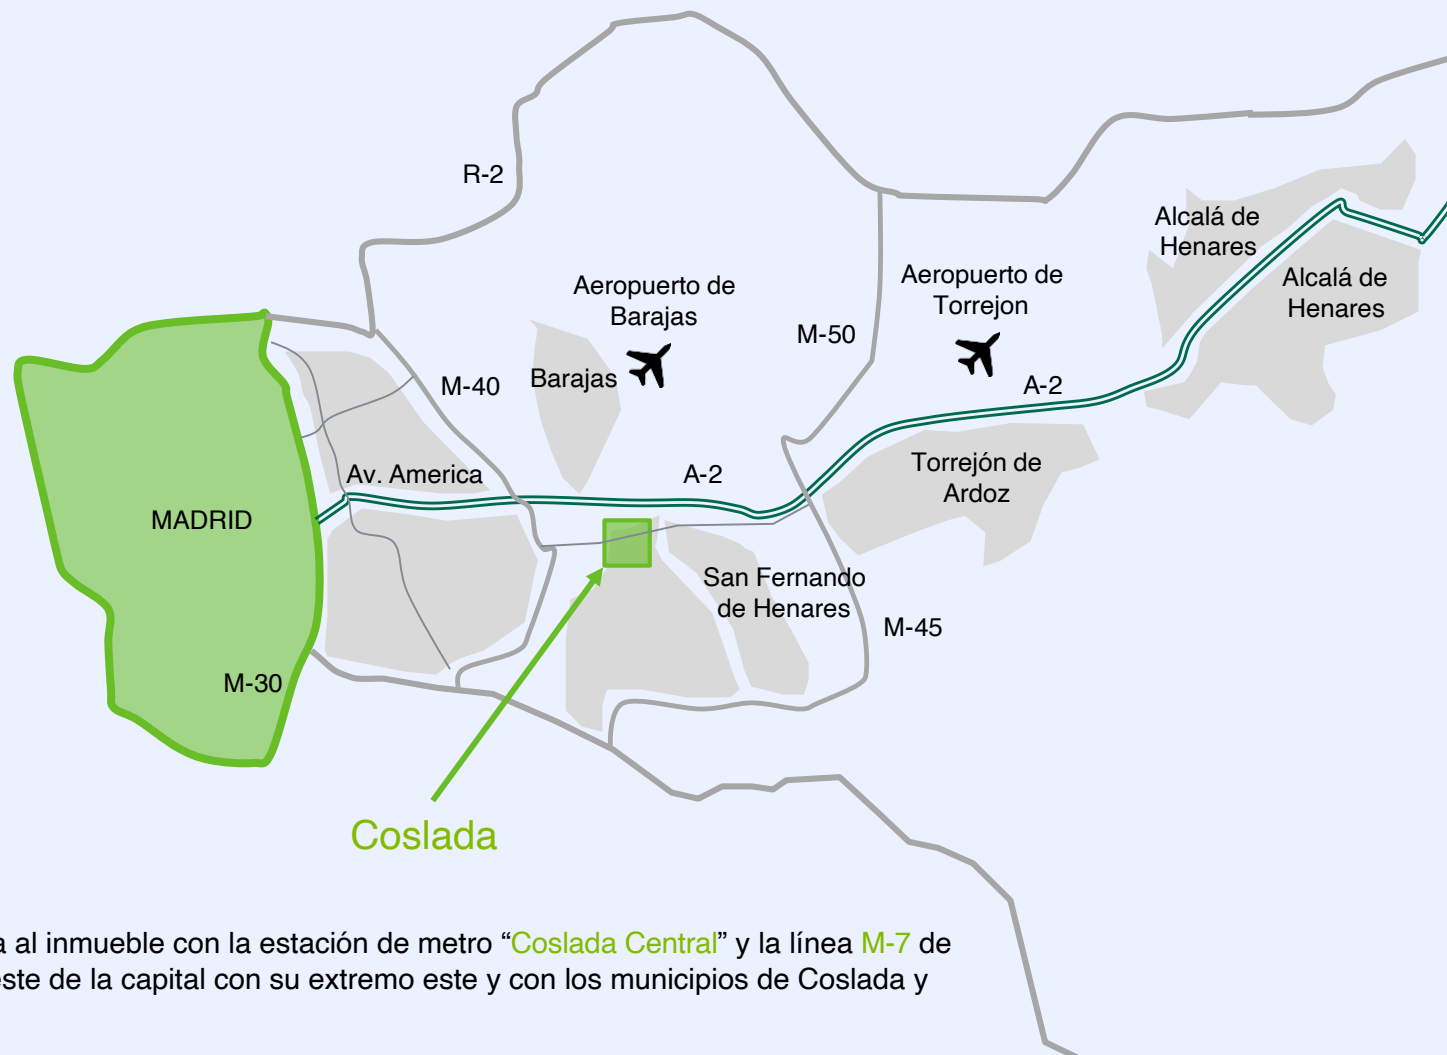 R-2
Alcalá de
Henares
Aeropuerto de
Torrejon
Alcalá de
Henares
Aeropuerto de
Barajas
M-50
Barajas
M-40
A-2
Av. America
A-2
Torrejón de
Ardoz
MADRID
San Fernando
de Henares
M-45
M-30
Coslada
a al inmueble con la estación de metro “Coslada Central” y la línea M-7 de
este de la capital con su extremo este y con los municipios de Coslada y